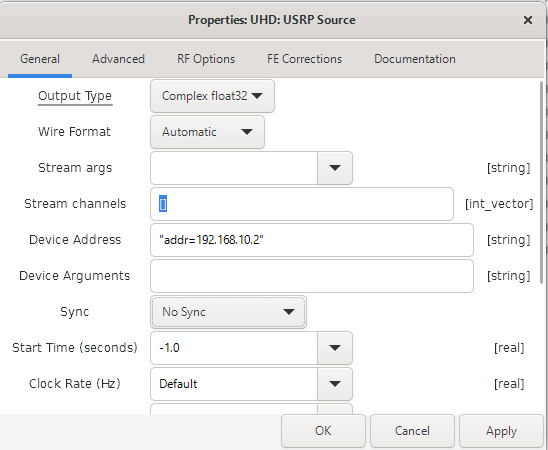 Properties: UHD: USRP Source ×
General Advanced RF Options FE Corrections Documentation
Output Type Complex float32
Wire Format Automatic
Stream args [string]
Stream channels [] [int_vector]
Device Address "addr=192.168.10.2" [string]
Device Arguments [string]
Sync No Sync
Start Time (seconds) -1.0 [real]
Clock Rate (Hz) Default [real]
OK Cancel Apply